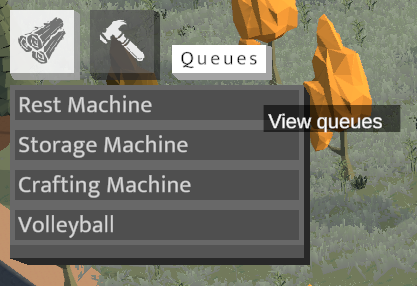 Queues
Rest Machine
View queues
Storage Machine
Crafting Machine
Volleyball